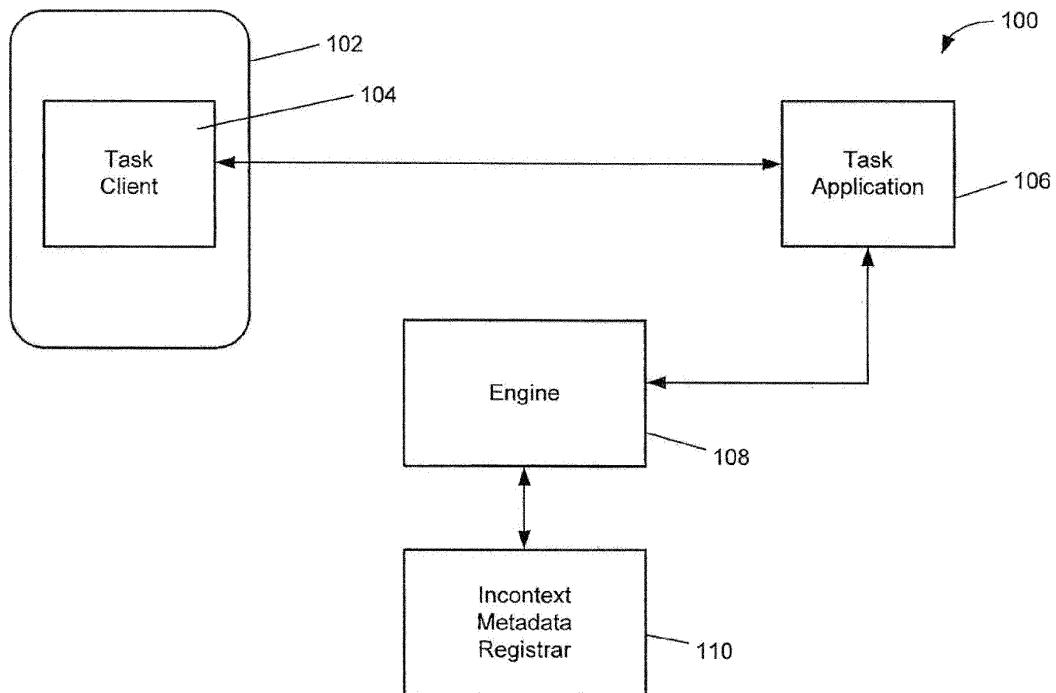 100
102
104
Task
Client
Task
Application
106
Engine
108
Incontext
Metadata
Registrar
110